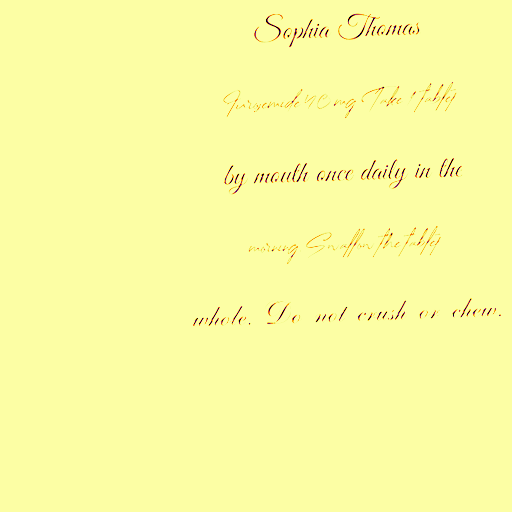 Sophia Thomas
Furosemide 40 mg Take 1 tablet
by mouth once daily in the
morning Swallow the tablet
whole. Do not crush or chew.